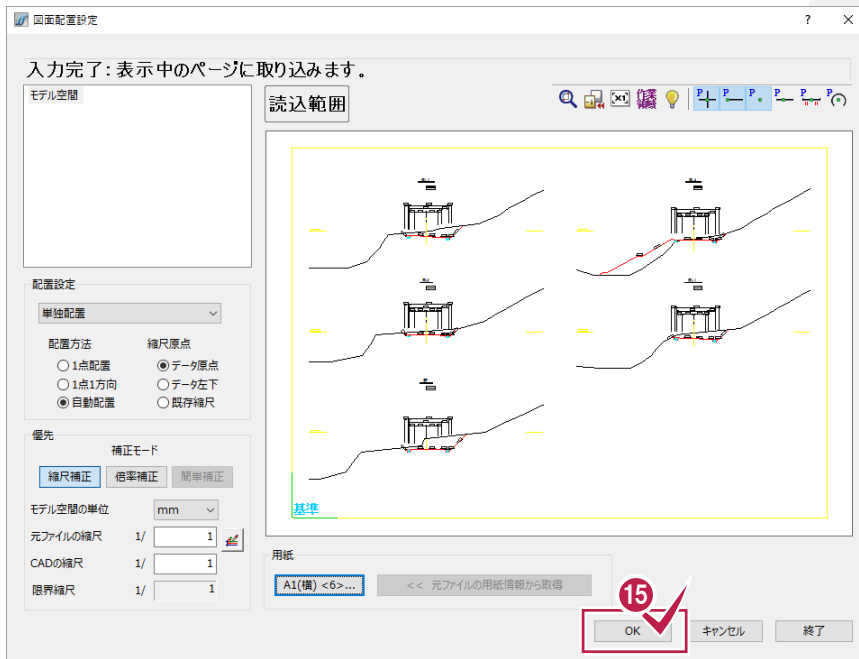 図面配置設定
? ×
入力完了:表示中のページに取り込みます。
モデル空間
読込範囲
×1 作業補線 P P P P P P
基準
配置設定
単独配置
配置方法 縮尺原点
1点配置 データ原点
1点1方向 データ左下
自動配置 既存縮尺
優先
補正モード
縮尺補正 倍率補正 簡単補正
モデル空間の単位 mm
元ファイルの縮尺 1/ 1
CADの縮尺 1/ 1
限界縮尺 1/ 1
用紙
A1(横) <6>... << 元ファイルの用紙情報から取得
15
OK キャンセル 終了